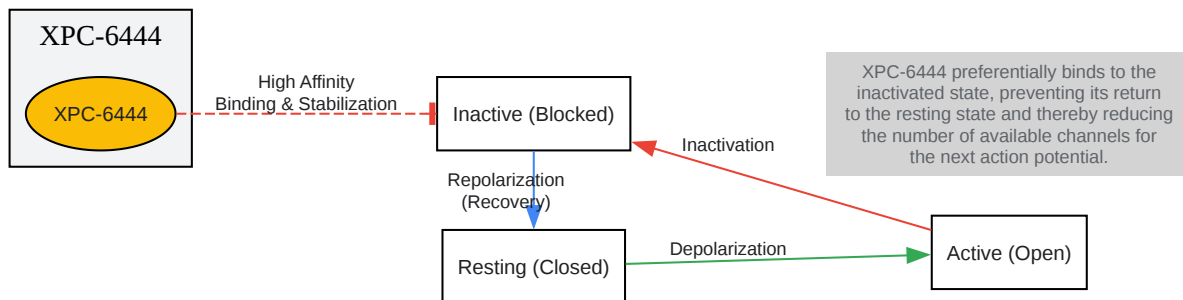 XPC-6444
XPC-6444
High Affinity
Binding & Stabilization
Inactive (Blocked)
XPC-6444 preferentially binds to the
inactivated state, preventing its return
to the resting state and thereby reducing
the number of available channels for
the next action potential.
Inactivation
Repolarization
(Recovery)
Resting (Closed)
Depolarization
Active (Open)